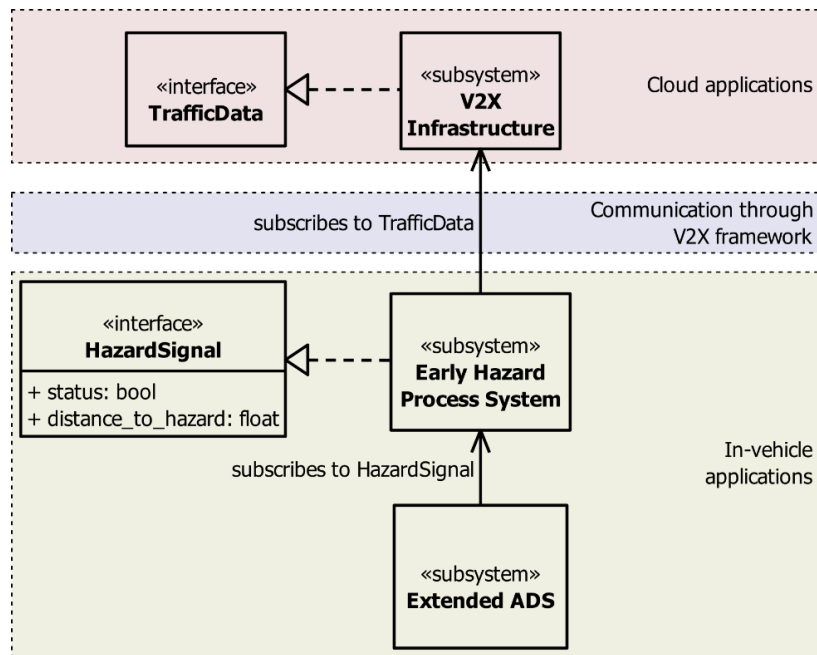 «interface»
TrafficData
«subsystem»
V2X
Infrastructure
Cloud applications
subscribes to TrafficData
Communication through
V2X framework
«interface»
HazardSignal
+ status: bool
+ distance_to_hazard: float
«subsystem»
Early Hazard
Process System
subscribes to HazardSignal
In-vehicle
applications
«subsystem»
Extended ADS